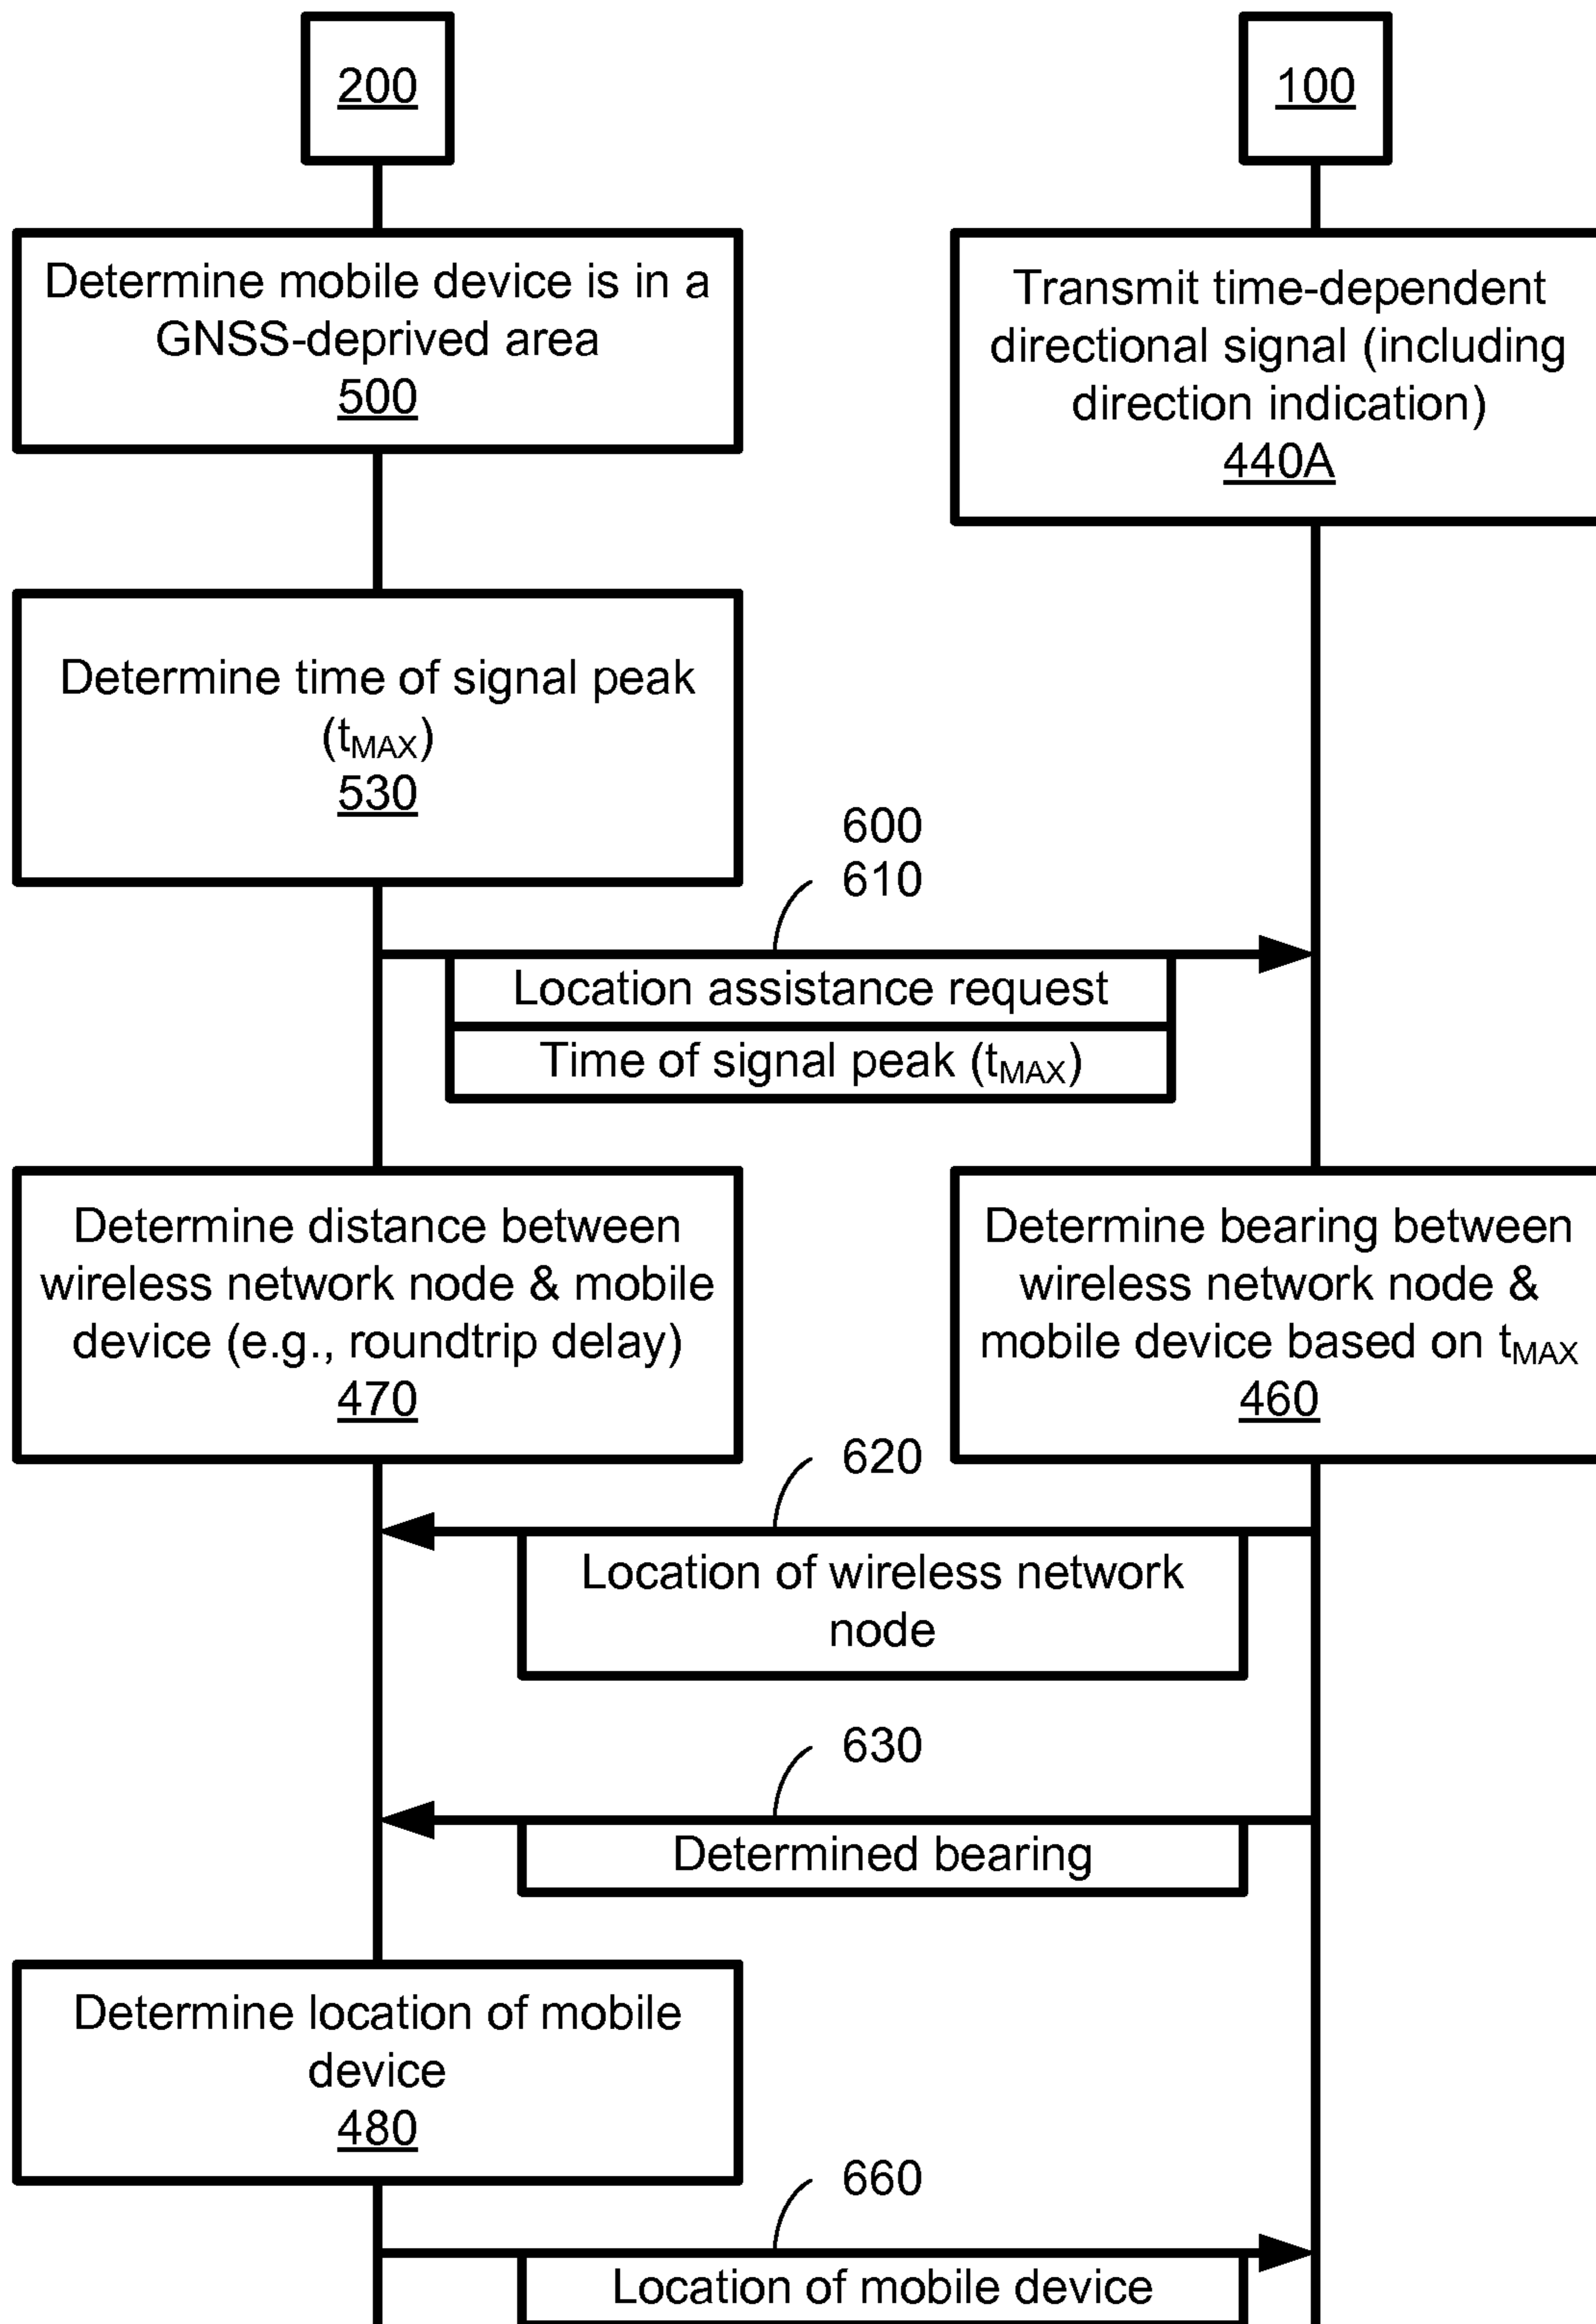 200
100
Determine mobile device is in a
GNSS-deprived area
500
Transmit time-dependent
directional signal (including
direction indication)
440A
Determine time of signal peak
(tMAX)
530
600
610
Location assistance request
Time of signal peak (tMAX)
Determine distance between
wireless network node & mobile
device (e.g., roundtrip delay)
470
Determine bearing between
wireless network node &
mobile device based on tMAX
460
620
Location of wireless network
node
630
Determined bearing
Determine location of mobile
device
480
660
Location of mobile device